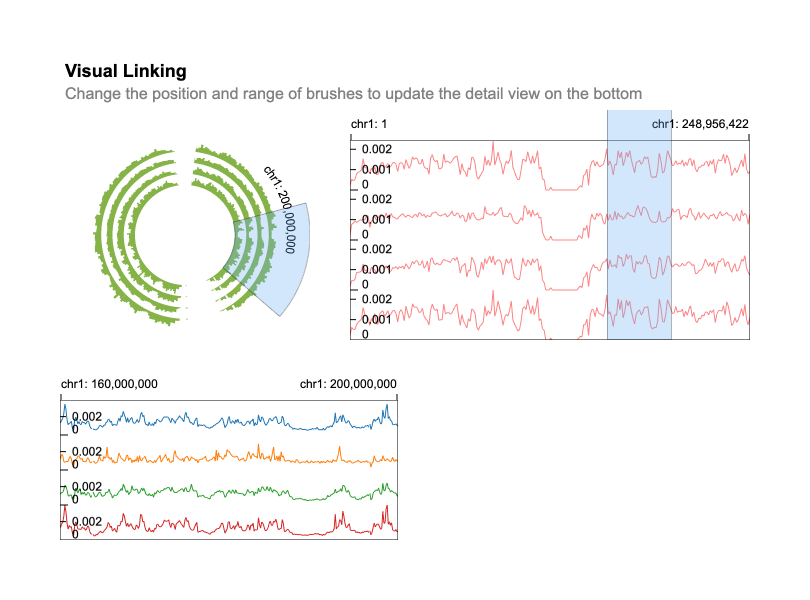 Visual Linking
Change the position and range of brushes to update the detail view on the bottom
chr1: 200,000,000
chr1: 1
chr1: 248,956,422
0.002
0.001
0
0.002
0.001
0
0.002
0.001
0
0.002
0.001
0
chr1: 160,000,000
chr1: 200,000,000
0.002
0
0.002
0
0.002
0
0.002
0